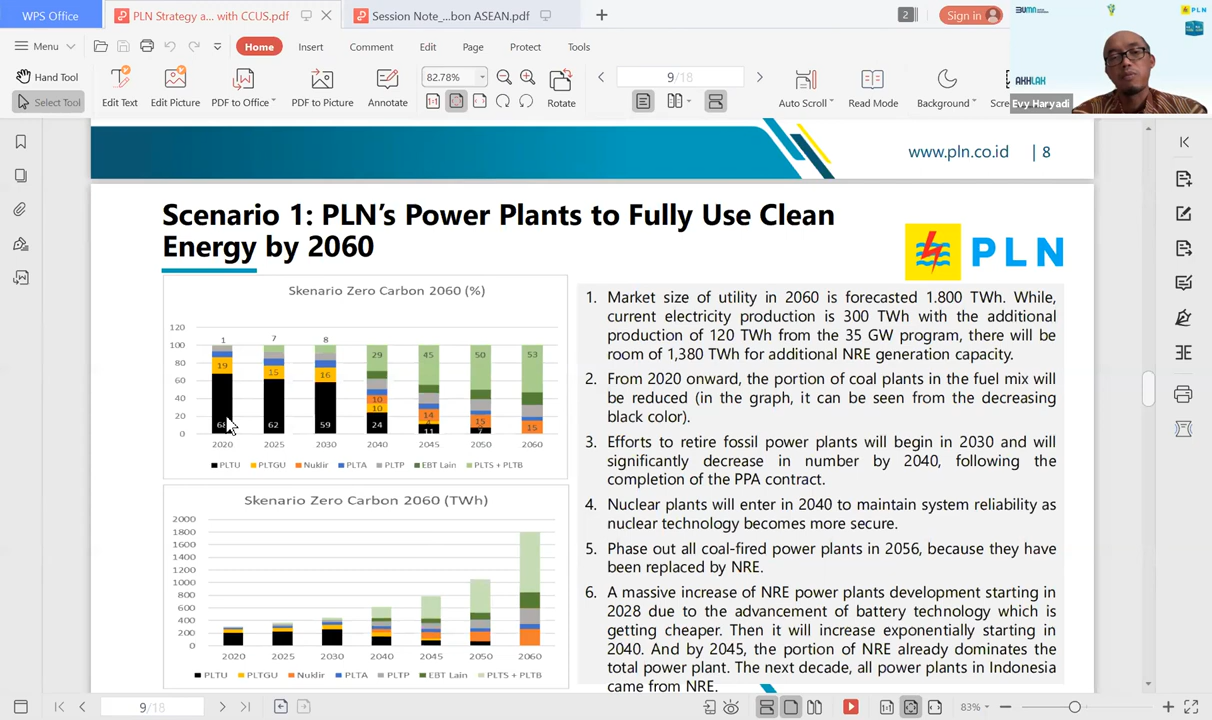 WPS Office
PLN Strategy a... with CCUS.pdf
Session Note_...bon ASEAN.pdf
2
Sign in
BUMN
PLN
AKHLAK
Evy Haryadi
Menu
Home
Insert
Comment
Edit
Page
Protect
Tools
Hand Tool
Select Tool
Edit Text
Edit Picture
PDF to Office
PDF to Picture
Annotate
82.78%
Rotate
9/18
Auto Scroll
Read Mode
Background
www.pln.co.id | 8
Scenario 1: PLN's Power Plants to Fully Use Clean
Energy by 2060
PLN
Skenario Zero Carbon 2060 (%)
120
100
80
60
40
20
0
1 7 8 29 45 50 53
19 15 16 10 14 15 15
10 4
68 62 59 24 11 7
2020 2025 2030 2040 2045 2050 2060
PLTU PLTGU Nuklir PLTA PLTP EBT Lain PLTS + PLTB
Skenario Zero Carbon 2060 (TWh)
2000
1800
1600
1400
1200
1000
800
600
400
200
0
2020 2025 2030 2040 2045 2050 2060
PLTU PLTGU Nuklir PLTA PLTP EBT Lain PLTS + PLTB
1. Market size of utility in 2060 is forecasted 1.800 TWh. While,
current electricity production is 300 TWh with the additional
production of 120 TWh from the 35 GW program, there will be
room of 1,380 TWh for additional NRE generation capacity.
2. From 2020 onward, the portion of coal plants in the fuel mix will
be reduced (in the graph, it can be seen from the decreasing
black color).
3. Efforts to retire fossil power plants will begin in 2030 and will
significantly decrease in number by 2040, following the
completion of the PPA contract.
4. Nuclear plants will enter in 2040 to maintain system reliability as
nuclear technology becomes more secure.
5. Phase out all coal-fired power plants in 2056, because they have
been replaced by NRE.
6. A massive increase of NRE power plants development starting in
2028 due to the advancement of battery technology which is
getting cheaper. Then it will increase exponentially starting in
2040. And by 2045, the portion of NRE already dominates the
total power plant. The next decade, all power plants in Indonesia
came from NRE.
9/18
83%